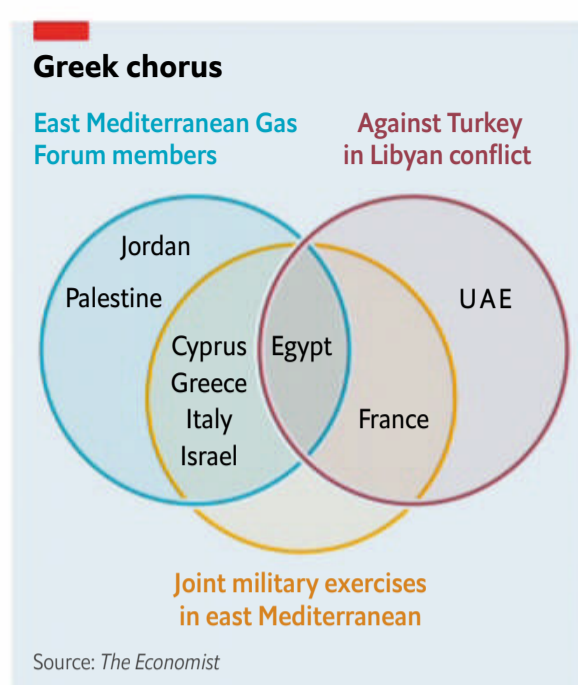 Greek chorus
East Mediterranean Gas
Forum members
Against Turkey
in Libyan conflict
Jordan
Palestine
UAE
Cyprus
Egypt
Greece
Italy
France
Israel
Joint military exercises
in east Mediterranean
Source: The Economist